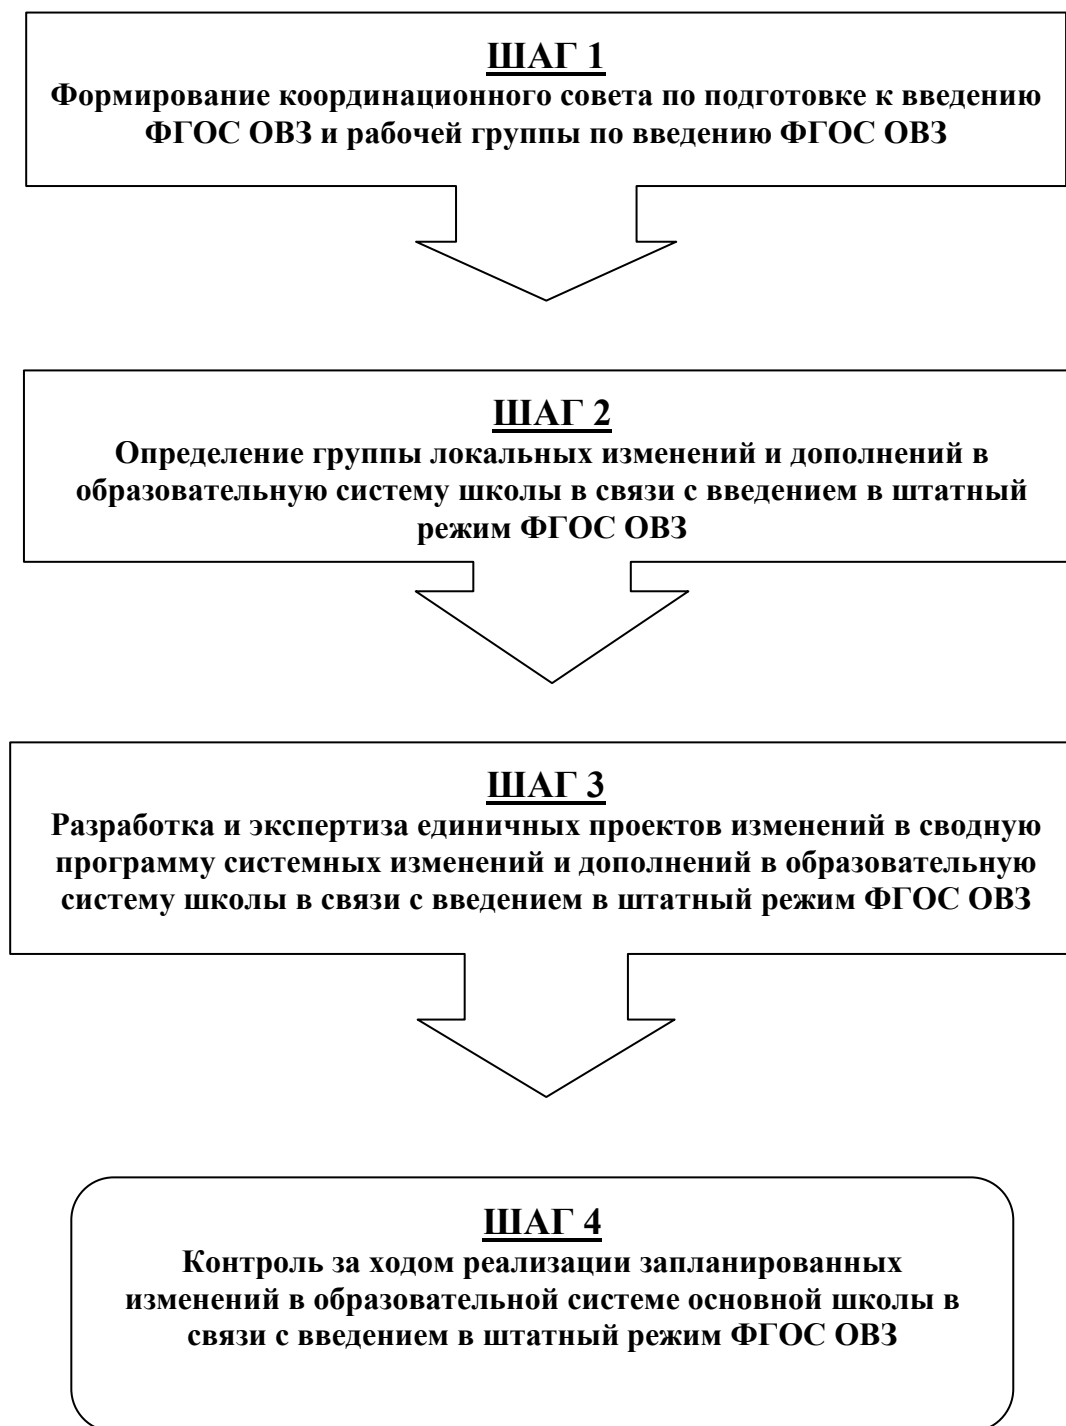 ШАГ 1
Формирование координационного совета по подготовке к введению
ФГОС ОВЗ и рабочей группы по введению ФГОС ОВЗ
ШАГ 2
Определение группы локальных изменений и дополнений в
образовательную систему школы в связи с введением в штатный
режим ФГОС ОВЗ
ШАГ 3
Разработка и экспертиза единичных проектов изменений в сводную
программу системных изменений и дополнений в образовательную
систему школы в связи с введением в штатный режим ФГОС ОВЗ
ШАГ 4
Контроль за ходом реализации запланированных
изменений в образовательной системе основной школы в
связи с введением в штатный режим ФГОС ОВЗ